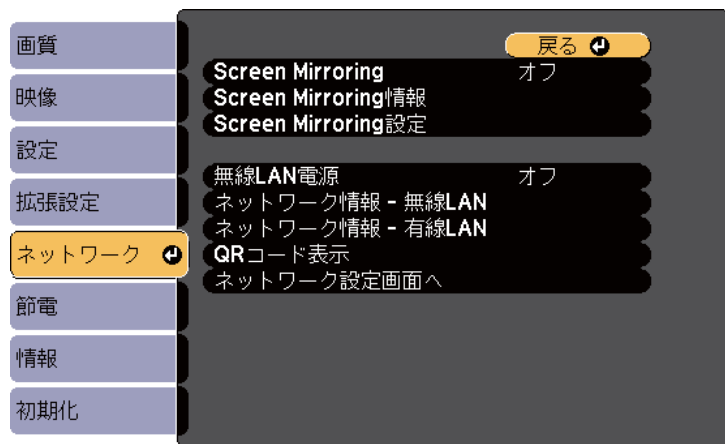 画質
映像
設定
拡張設定
ネットワーク
節電
情報
初期化
戻る
Screen Mirroring オフ
Screen Mirroring情報
Screen Mirroring設定
無線LAN電源 オフ
ネットワーク情報 - 無線LAN
ネットワーク情報 - 有線LAN
QRコード表示
ネットワーク設定画面へ